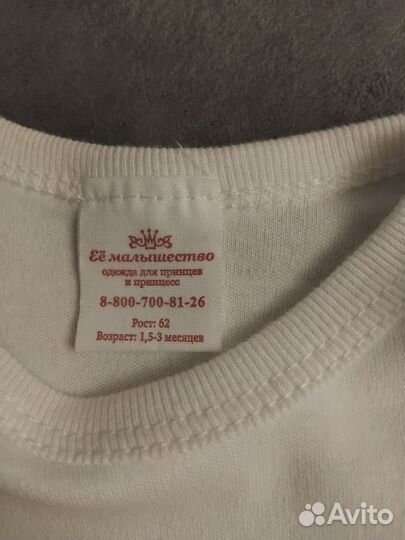 Её малышество
одежда для принцев
и принцесс
8-800-700-81-26
Рост: 62
Возраст: 1,5-3 месяцев
Avito